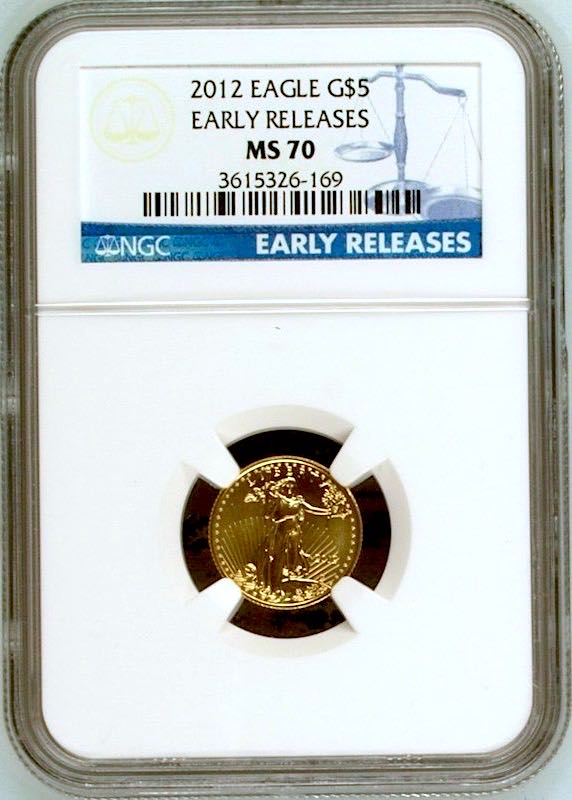 2012 EAGLE G$5
EARLY RELEASES
MS 70
3615326-169
NGC
EARLY RELEASES
LIBERTY